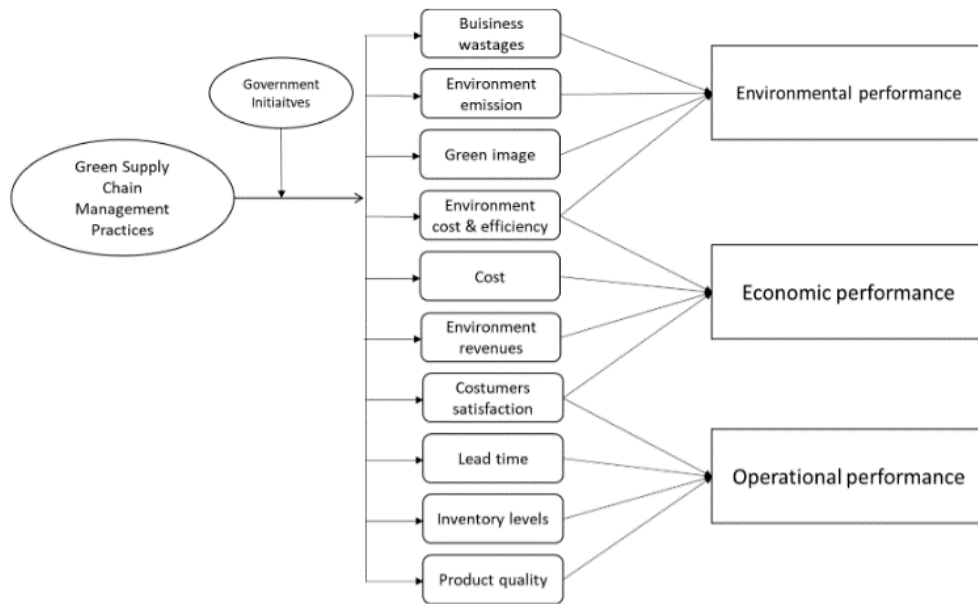 Government
Initiaitves
Green Supply
Chain
Management
Practices
Buisiness
wastages
Environment
emission
Green image
Environment
cost & efficiency
Cost
Environment
revenues
Costumers
satisfaction
Lead time
Inventory levels
Product quality
Environmental performance
Economic performance
Operational performance